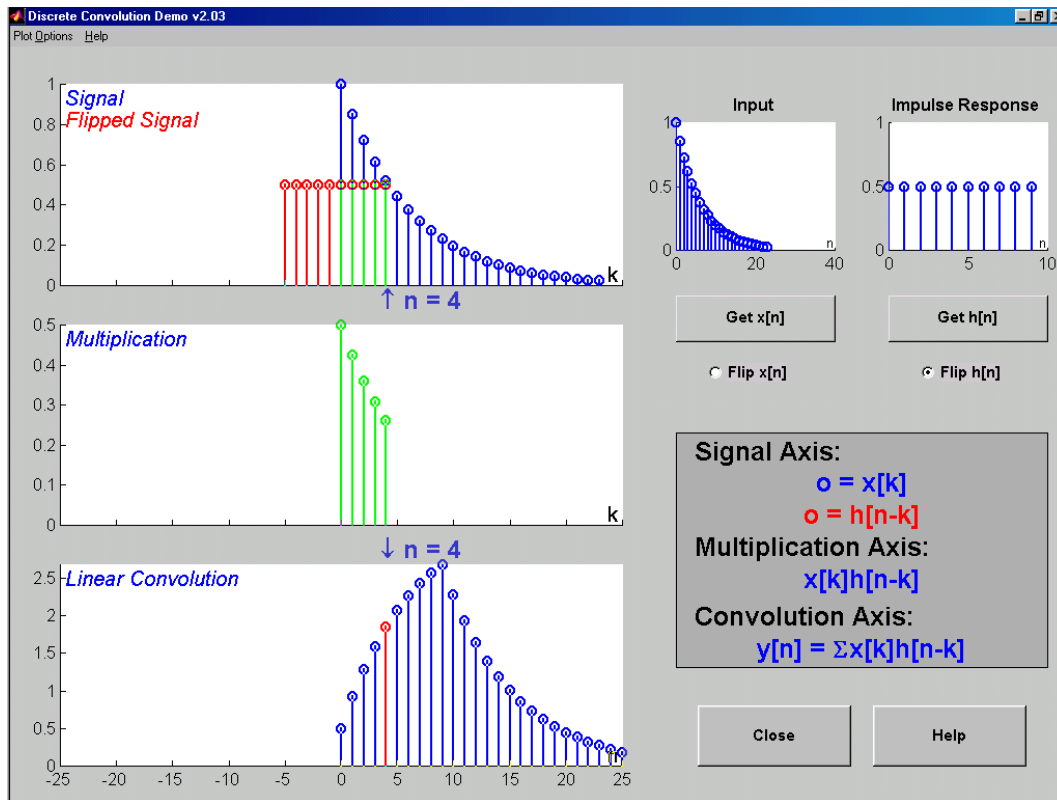 Discrete Convolution Demo v2.03
Plot Options Help
Signal
Flipped Signal
1
0.8
0.6
0.4
0.2
0
k
↑ n = 4
Multiplication
0.5
0.4
0.3
0.2
0.1
0
k
↓ n = 4
Linear Convolution
2.5
2
1.5
1
0.5
0
n
-25 -20 -15 -10 -5 0 5 10 15 20 25
Input
1
0.5
0
n
0 20 40
Impulse Response
1
0.5
0
n
0 5 10
Get x[n]
Get h[n]
Flip x[n]
Flip h[n]
Signal Axis:
o = x[k]
o = h[n-k]
Multiplication Axis:
x[k]h[n-k]
Convolution Axis:
y[n] = Σx[k]h[n-k]
Close
Help